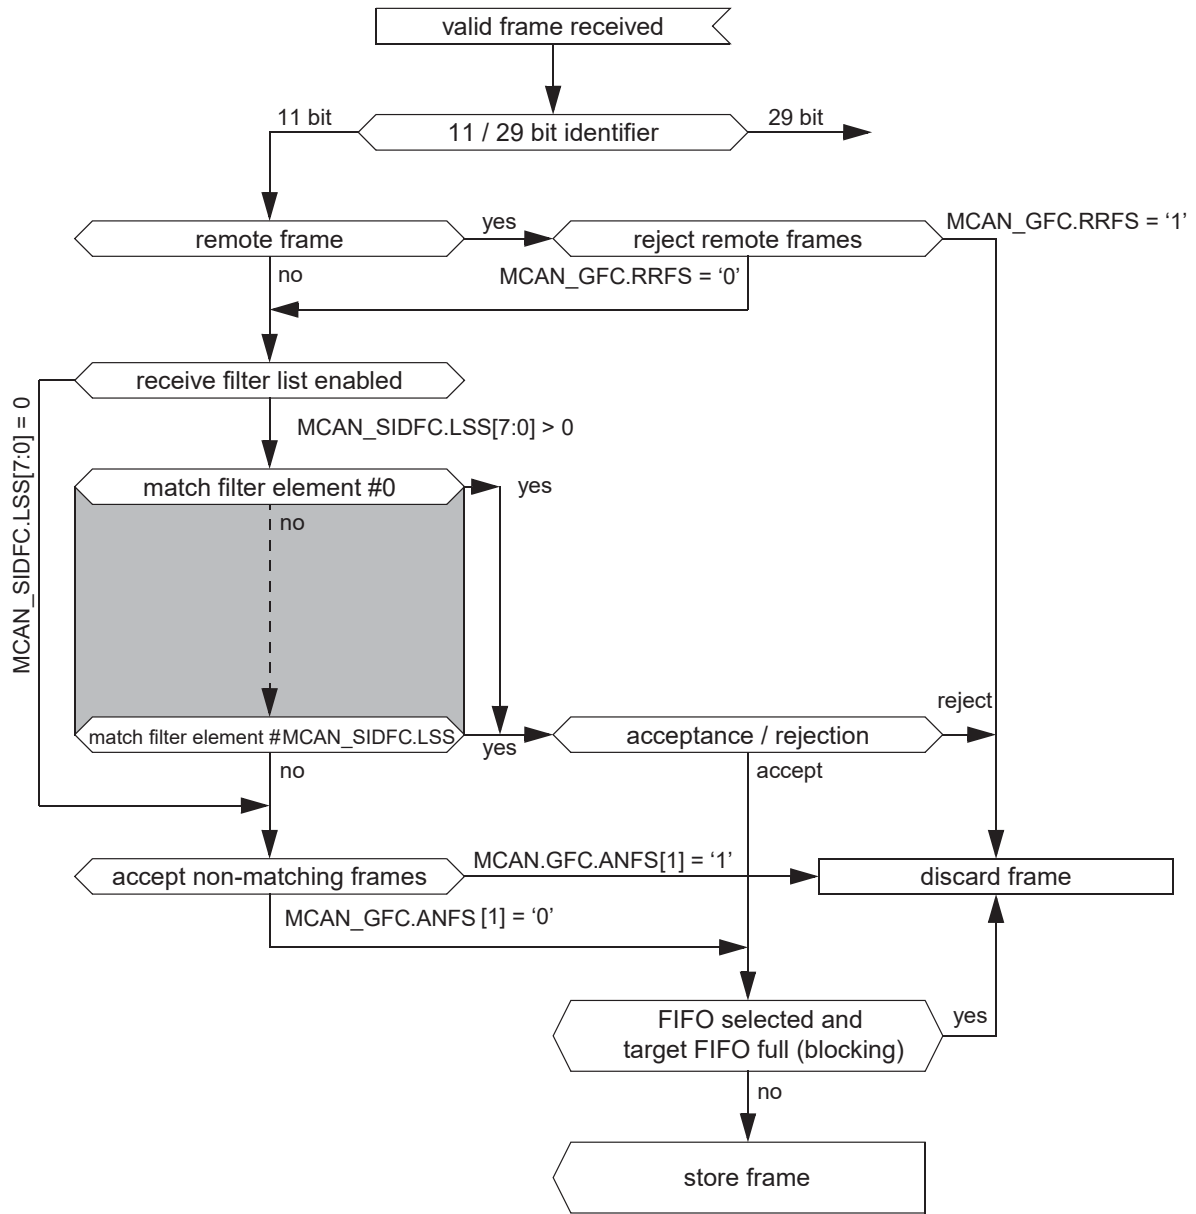 valid frame received
11 bit
11 / 29 bit identifier
29 bit
remote frame
yes
reject remote frames
MCAN_GFC.RRFS = ‘1’
no
MCAN_GFC.RRFS = ‘0’
receive filter list enabled
MCAN_SIDFC.LSS[7:0] = 0
MCAN_SIDFC.LSS[7:0] > 0
match filter element #0
yes
no
match filter element #MCAN_SIDFC.LSS
yes
acceptance / rejection
reject
no
accept
accept non-matching frames
MCAN.GFC.ANFS[1] = ‘1’
discard frame
MCAN_GFC.ANFS [1] = ‘0’
FIFO selected and
target FIFO full (blocking)
yes
no
store frame